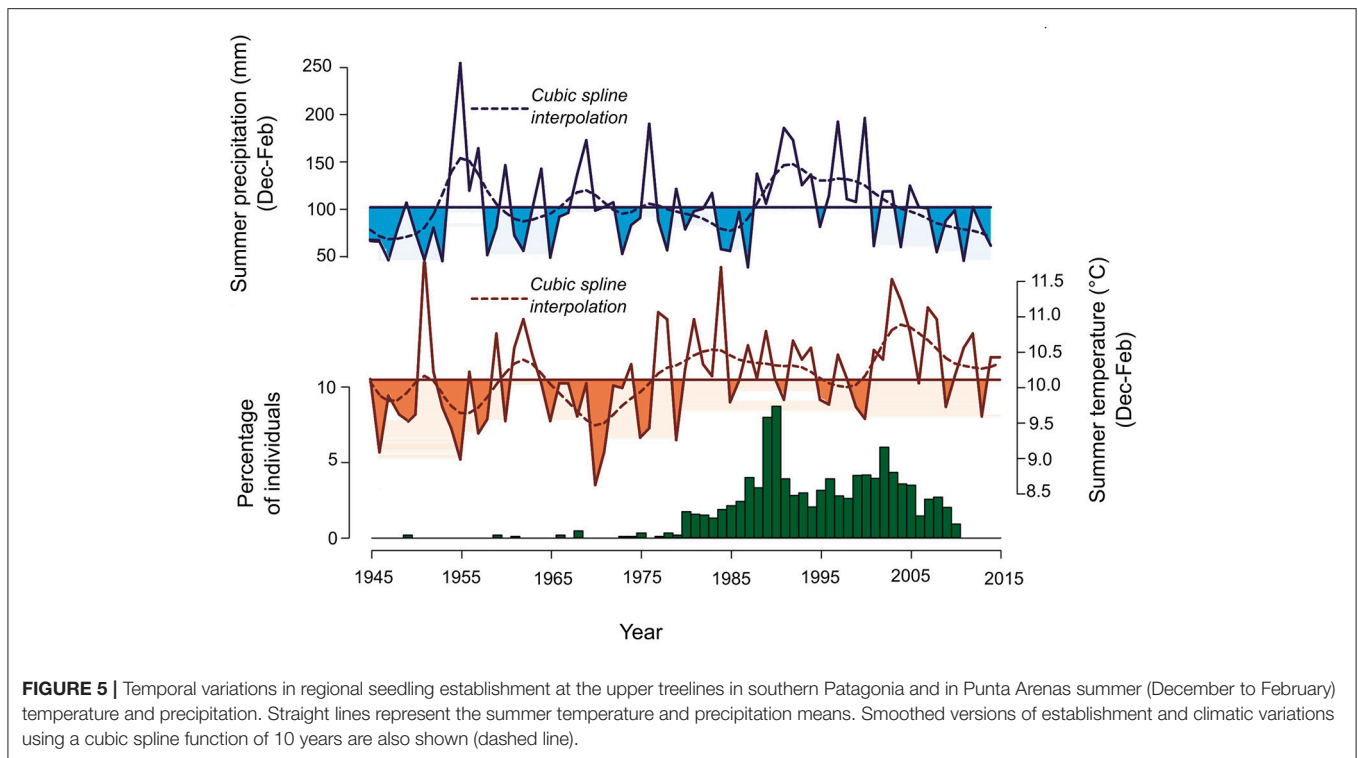 Summer precipitation (mm)
(Dec-Feb)
250
200
150
100
50
Cubic spline
interpolation
Cubic spline
interpolation
11.5
11.0
10.5
10.0
9.5
9.0
8.5
Summer temperature (°C)
(Dec-Feb)
Percentage
of individuals
10
5
0
1945
1955
1965
1975
1985
1995
2005
2015
Year
FIGURE 5 | Temporal variations in regional seedling establishment at the upper treelines in southern Patagonia and in Punta Arenas summer (December to February)
temperature and precipitation. Straight lines represent the summer temperature and precipitation means. Smoothed versions of establishment and climatic variations
using a cubic spline function of 10 years are also shown (dashed line).